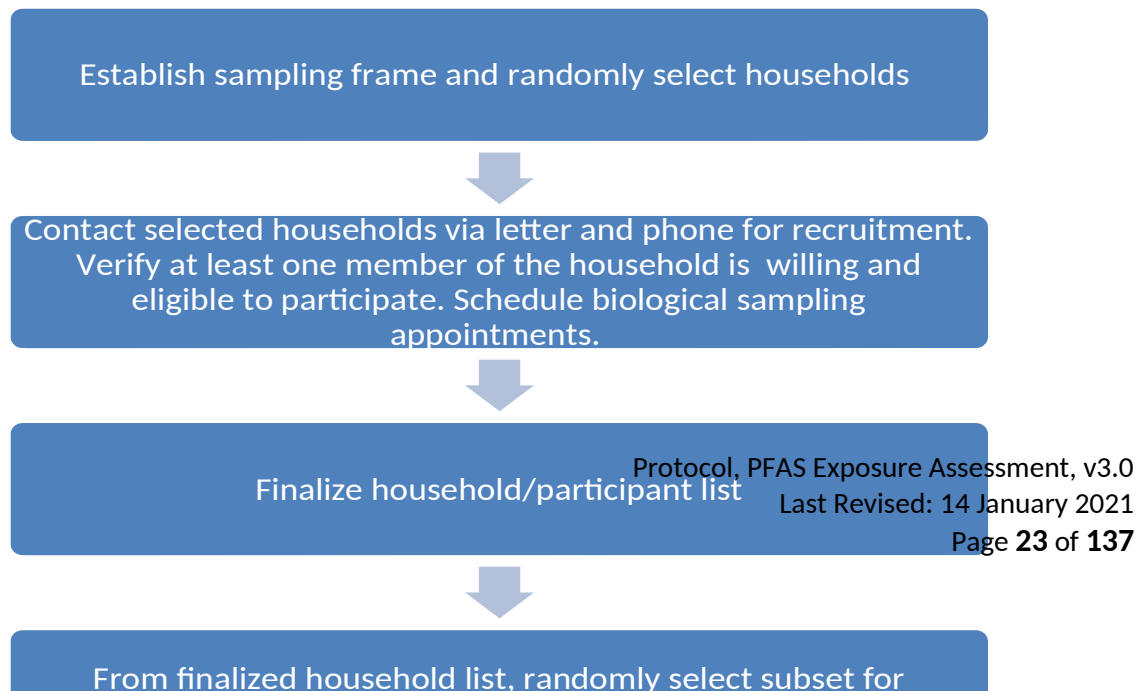 Establish sampling frame and randomly select households
Contact selected households via letter and phone for recruitment.
Verify at least one member of the household is willing and
eligible to participate. Schedule biological sampling
appointments.
Finalize household/participant list
Protocol, PFAS Exposure Assessment, v3.0
Last Revised: 14 January 2021
Page 23 of 137
From finalized household list, randomly select subset for